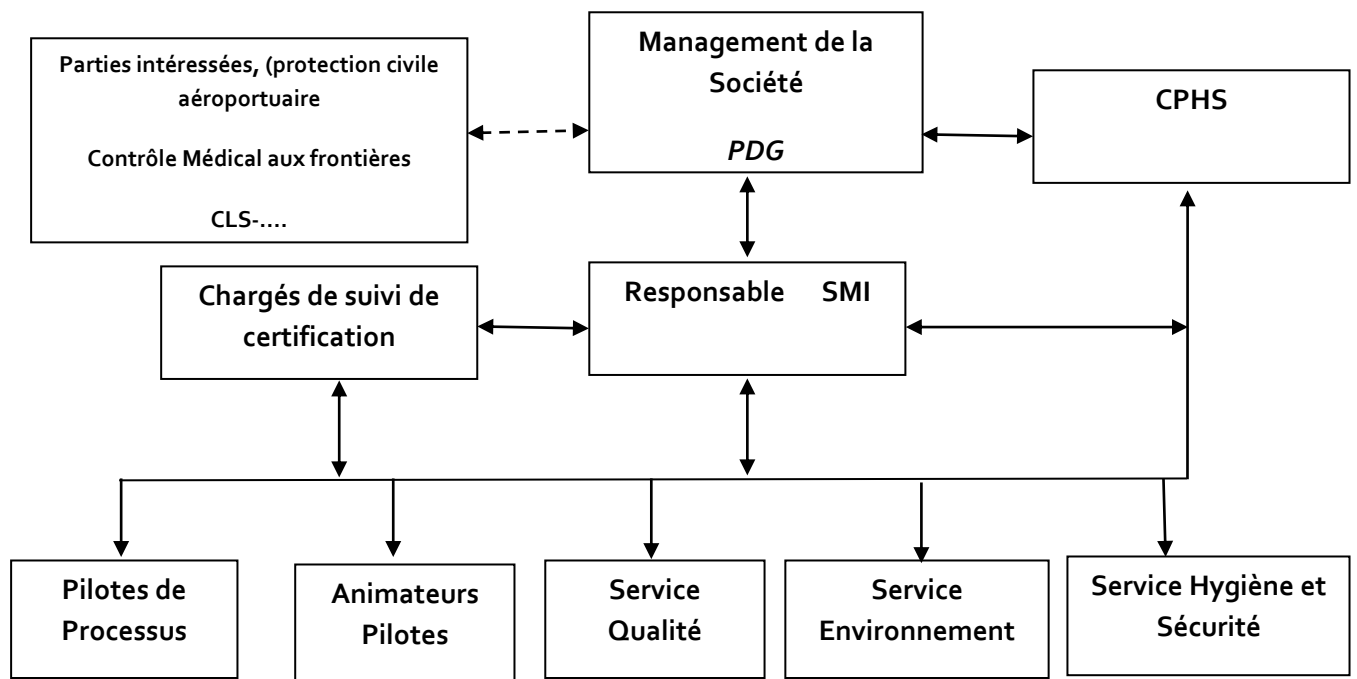 Parties intéressées, (protection civile
aéroportuaire
Contrôle Médical aux frontières
CLS-....
Management de la
Société
PDG
CPHS
Chargés de suivi de
certification
Responsable SMI
Pilotes de
Processus
Animateurs
Pilotes
Service
Qualité
Service
Environnement
Service Hygiène et
Sécurité